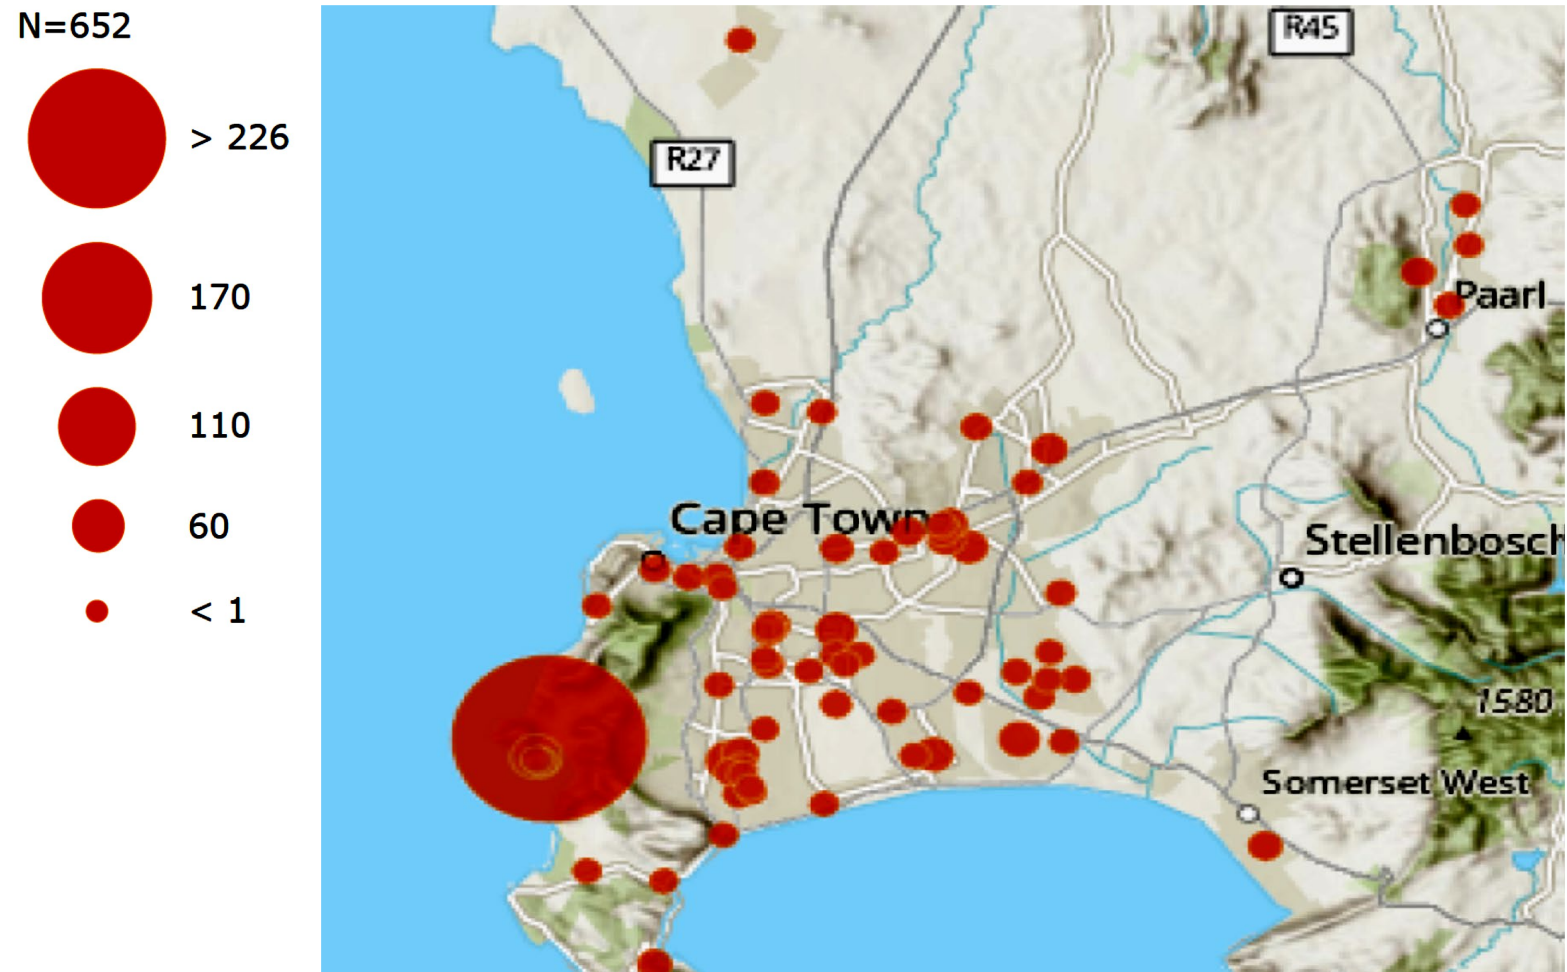 N=652
> 226
170
110
60
< 1
R45
R27
Paarl
Cape Town
Stellenbosch
1580
Somerset West